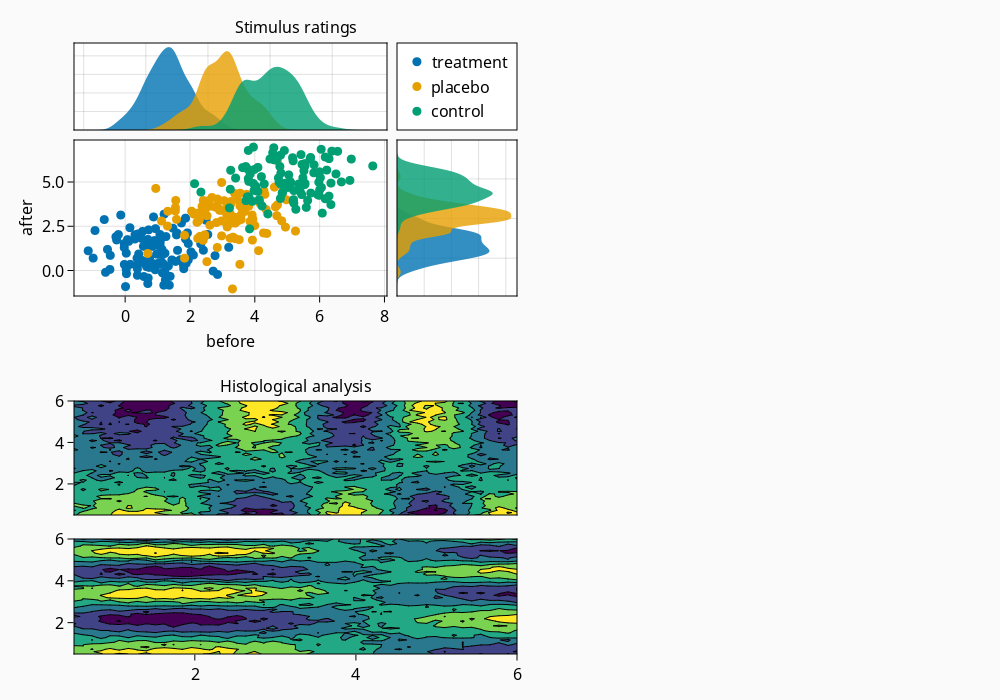 Stimulus ratings
treatment
placebo
control
after
5.0
2.5
0.0
0 2 4 6 8
before
Histological analysis
6
4
2
6
4
2
2 4 6